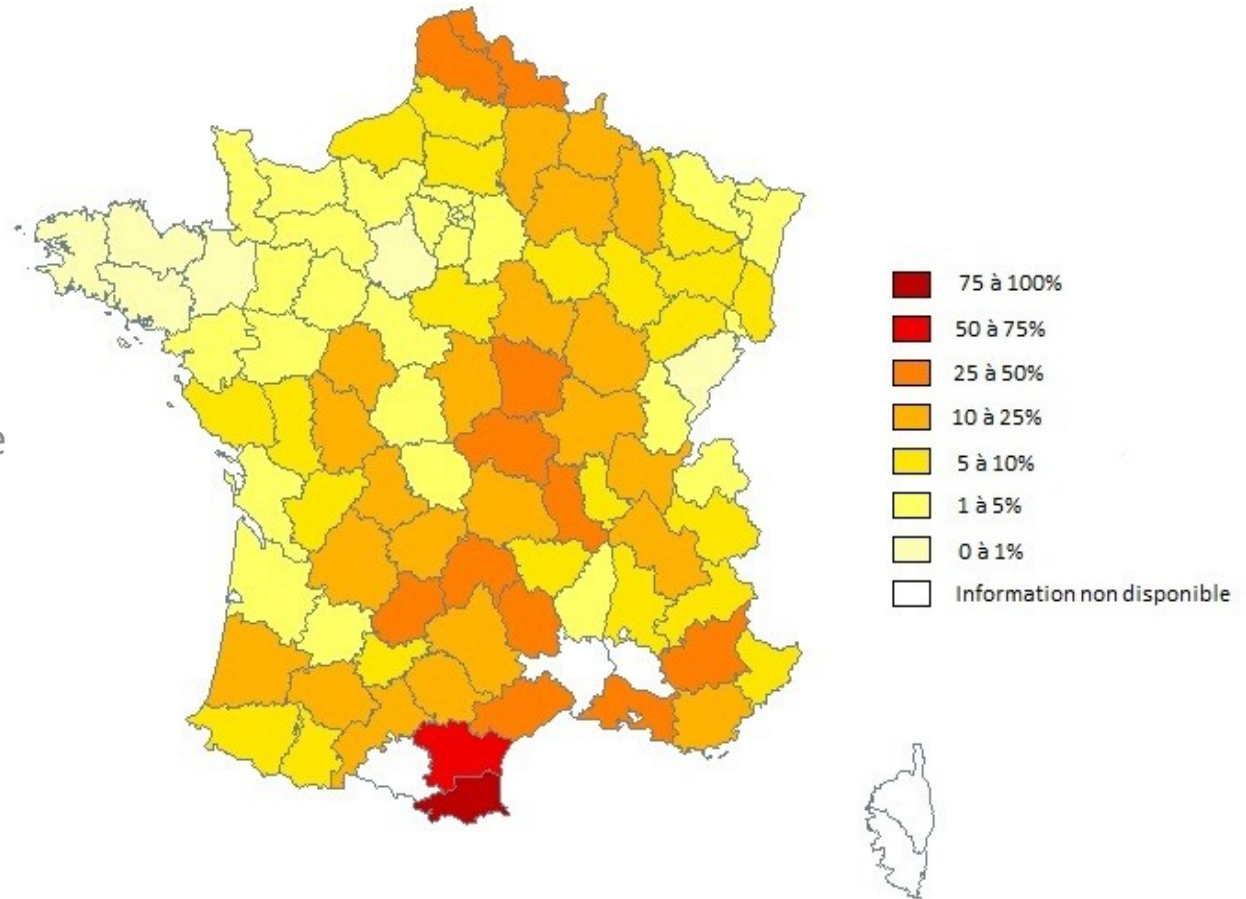 75 à 100%
50 à 75%
25 à 50%
10 à 25%
5 à 10%
1 à 5%
0 à 1%
Information non disponible